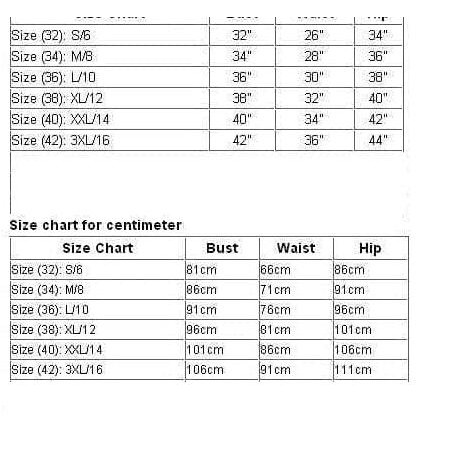 Size (32): S/6 32" 26" 34"
Size (34): M/8 34" 28" 36"
Size (36): L/10 36" 30" 38"
Size (38): XL/12 38" 32" 40"
Size (40): XXL/14 40" 34" 42"
Size (42): 3XL/16 42" 36" 44"
Size chart for centimeter
Size Chart Bust Waist Hip
Size (32): S/6 81cm 66cm 86cm
Size (34): M/8 86cm 71cm 91cm
Size (36): L/10 91cm 76cm 96cm
Size (38): XL/12 96cm 81cm 101cm
Size (40): XXL/14 101cm 86cm 106cm
Size (42): 3XL/16 106cm 91cm 111cm